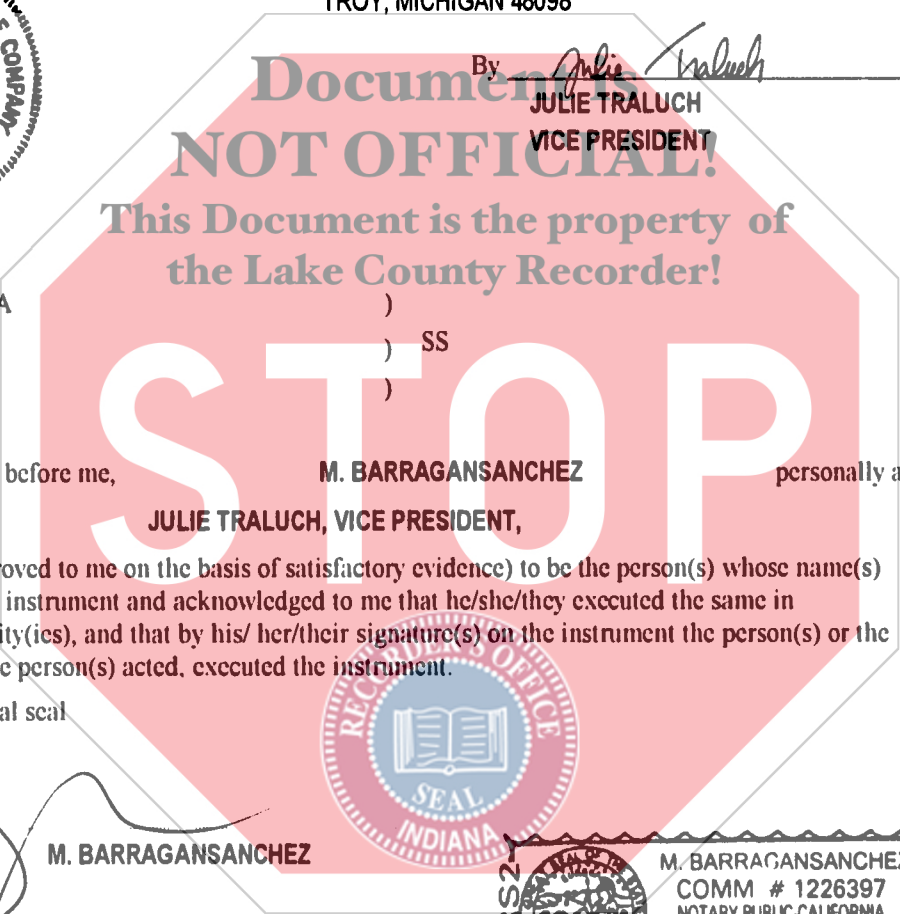 TROY, MICHIGAN 48098
COMPANY
By Julie Traluch
JULIE TRALUCH
VICE PRESIDENT
Document is
NOT OFFICIAL!
This Document is the property of
the Lake County Recorder!
A )
) SS
)
STOP
before me, M. BARRAGANSANCHEZ personally a
JULIE TRALUCH, VICE PRESIDENT,
roved to me on the basis of satisfactory evidence) to be the person(s) whose name(s)
instrument and acknowledged to me that he/she/they executed the same in
ity(ies), and that by his/ her/their signature(s) on the instrument the person(s) or the
e person(s) acted, executed the instrument.
al seal
RECORDER'S OFFICE
SEAL
INDIANA
M. BARRAGANSANCHEZ
M. BARRAGANSANCHEZ
COMM # 1226397
NOTARY PUBLIC CALIFORNIA